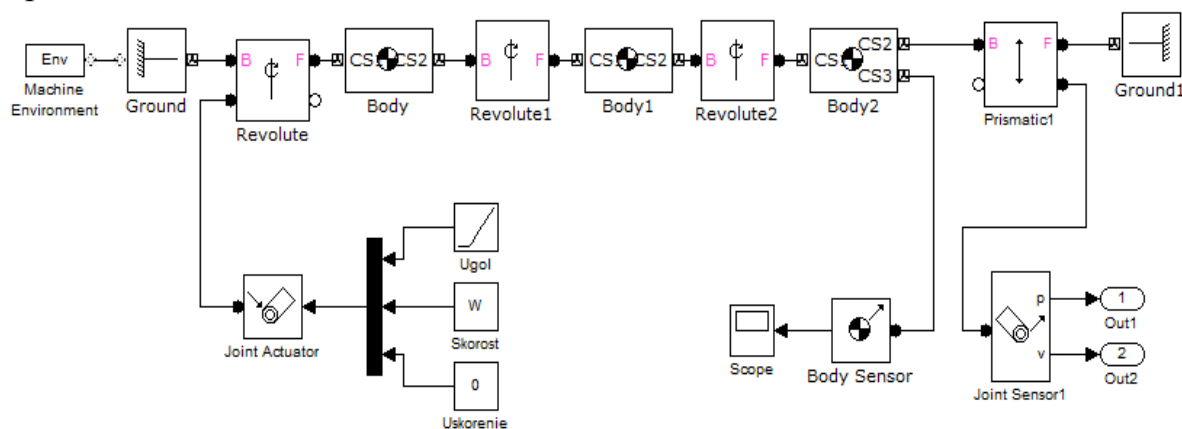 Env
Machine
Environment
Ground
B
F
Revolute
CS1
CS2
Body
B
F
Revolute1
CS1
CS2
Body1
B
F
Revolute2
CS1
CS2
CS3
Body2
B
F
Prismatic1
Ground1
Joint Actuator
Ugol
W
Skorost
0
Uskorenie
Scope
Body Sensor
p
v
Joint Sensor1
1
Out1
2
Out2